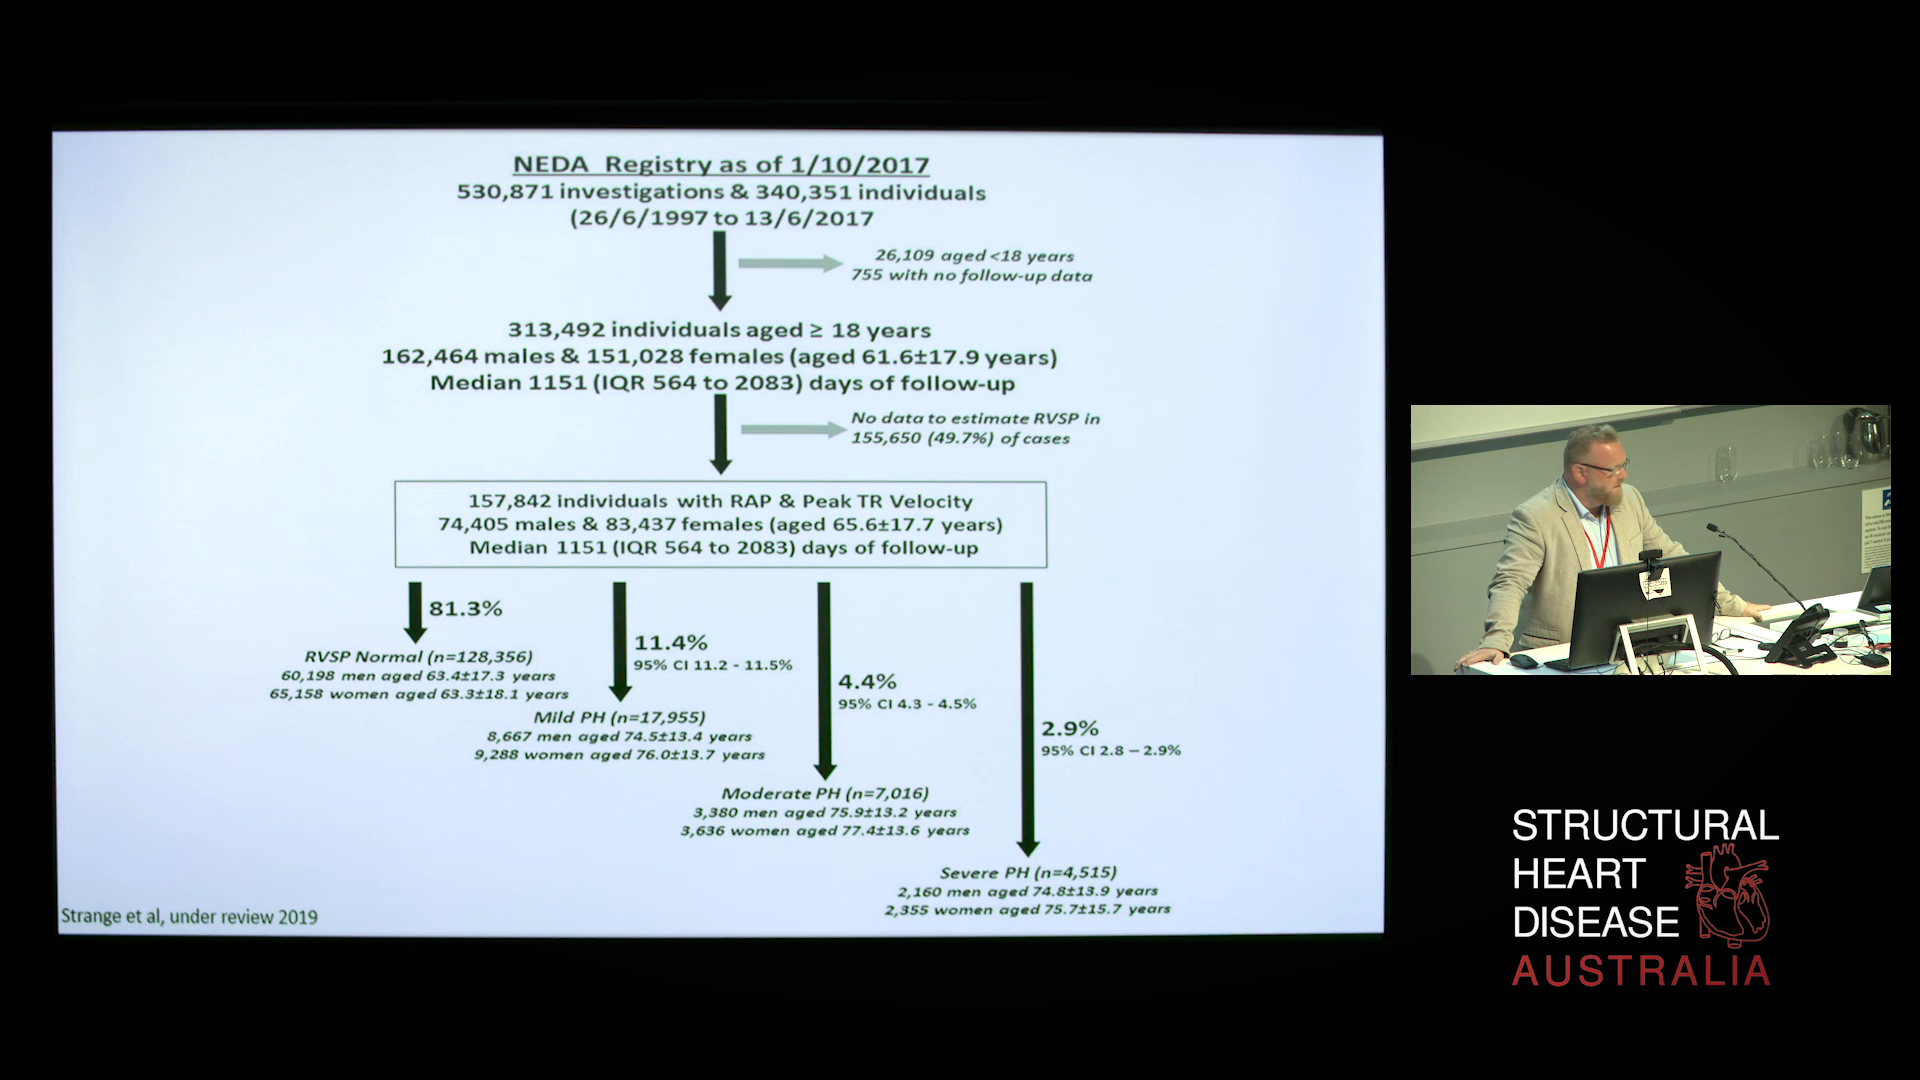 NEDA Registry as of 1/10/2017
530,871 investigations & 340,351 individuals
(26/6/1997 to 13/6/2017
26,109 aged <18 years
755 with no follow-up data
313,492 individuals aged ≥ 18 years
162,464 males & 151,028 females (aged 61.6±17.9 years)
Median 1151 (IQR 564 to 2083) days of follow-up
No data to estimate RVSP in
155,650 (49.7%) of cases
157,842 individuals with RAP & Peak TR Velocity
74,405 males & 83,437 females (aged 65.6±17.7 years)
Median 1151 (IQR 564 to 2083) days of follow-up
81.3%
RVSP Normal (n=128,356)
60,198 men aged 63.4±17.3 years
65,158 women aged 63.3±18.1 years
11.4%
95% CI 11.2 - 11.5%
Mild PH (n=17,955)
8,667 men aged 74.5±13.4 years
9,288 women aged 76.0±13.7 years
4.4%
95% CI 4.3 - 4.5%
Moderate PH (n=7,016)
3,380 men aged 75.9±13.2 years
3,636 women aged 77.4±13.6 years
2.9%
95% CI 2.8 – 2.9%
Severe PH (n=4,515)
2,160 men aged 74.8±13.9 years
2,355 women aged 75.7±15.7 years
Strange et al, under review 2019
STRUCTURAL
HEART
DISEASE
AUSTRALIA